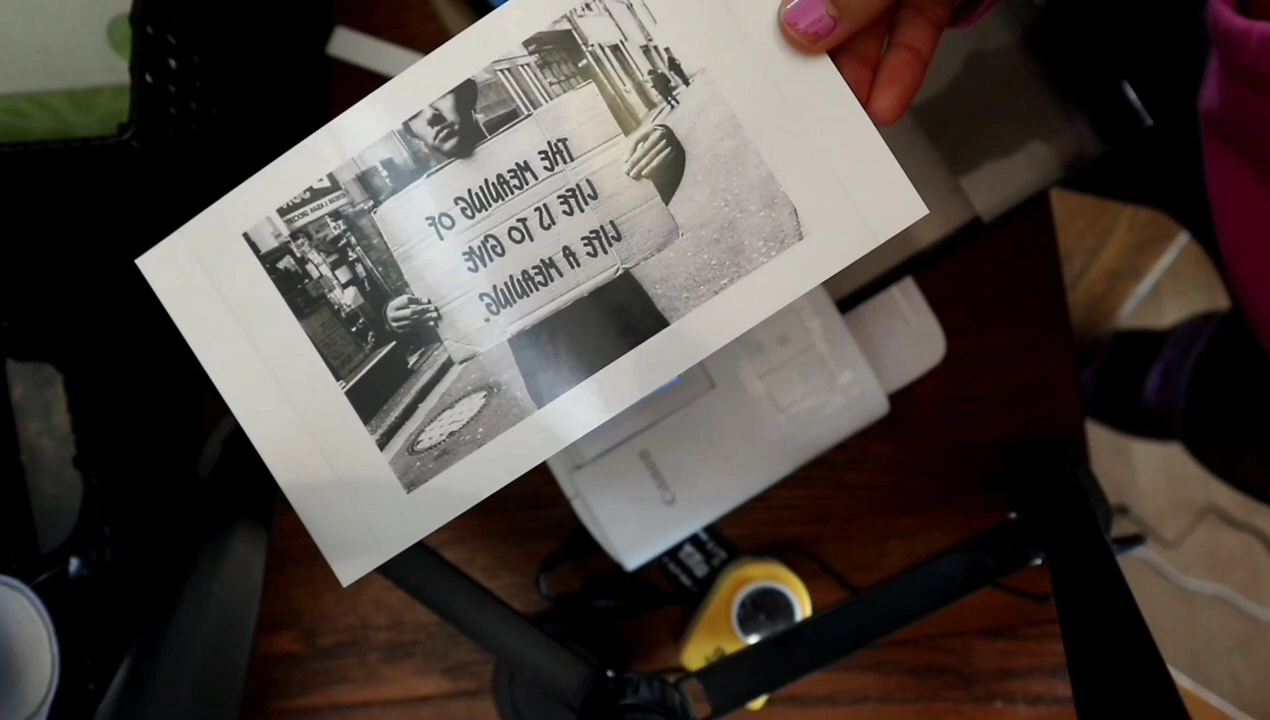 THE MEANING OF
LIFE IS TO GIVE
LIFE A MEANING.
Canon